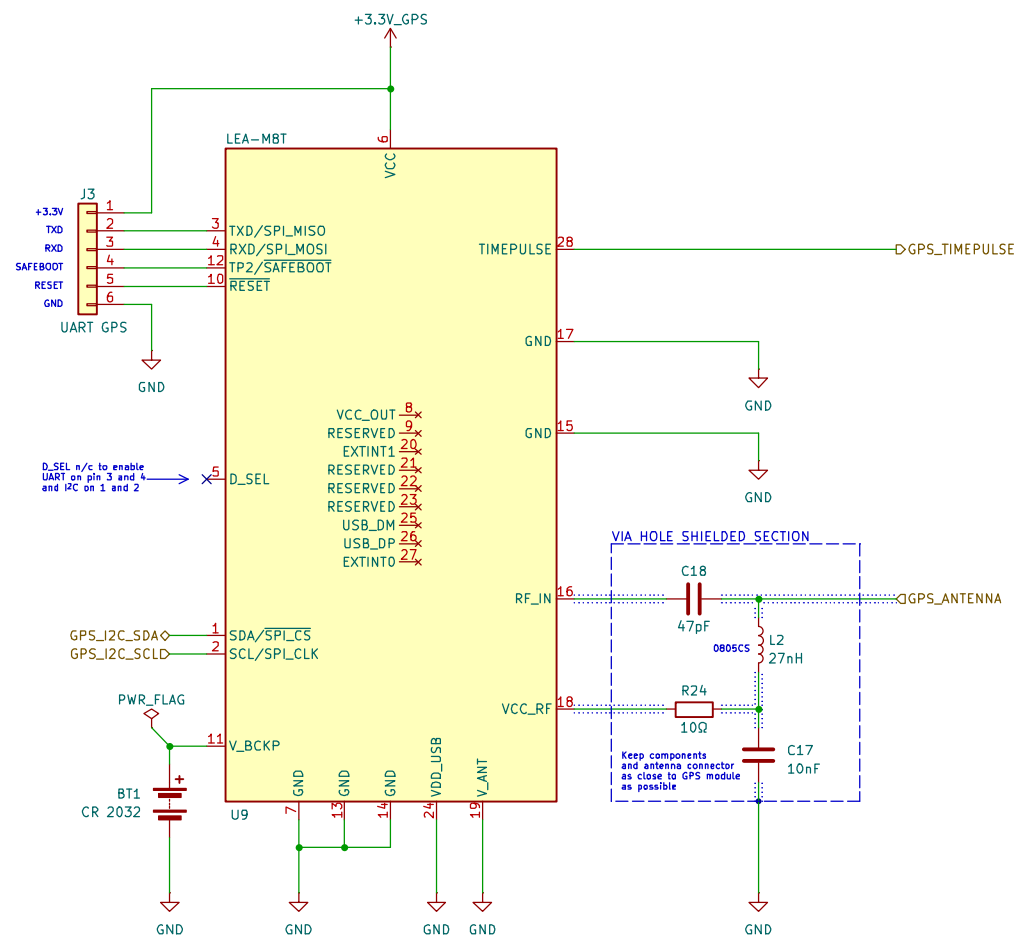 +3.3V_GPS
LEA-M8T
6
VCC
J3
+3.3V
1
TXD
2
RXD
3
SAFEBOOT
4
RESET
5
GND
6
UART GPS
3
TXD/SPI_MISO
4
RXD/SPI_MOSI
12
TP2/SAFEBOOT
10
RESET
GND
TIMEPULSE
28
GPS_TIMEPULSE
GND
17
GND
GND
15
GND
VCC_OUT
8
RESERVED
9
EXTINT1
20
RESERVED
21
RESERVED
22
RESERVED
23
USB_DM
25
USB_DP
26
EXTINT0
27
D_SEL n/c to enable
UART on pin 3 and 4
and I²C on 1 and 2
5
D_SEL
VIA HOLE SHIELDED SECTION
RF_IN
16
C18
47pF
GPS_ANTENNA
0805CS
L2
27nH
VCC_RF
18
R24
10Ω
C17
10nF
Keep components
and antenna connector
as close to GPS module
as possible
GND
GPS_I2C_SDA
1
SDA/SPI_CS
GPS_I2C_SCL
2
SCL/SPI_CLK
PWR_FLAG
11
V_BCKP
+
BT1
CR 2032
GND
GND
7
GND
13
GND
14
VDD_USB
24
V_ANT
19
U9
GND
GND
GND